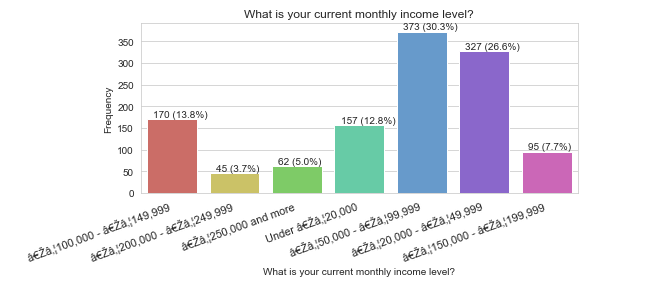 What is your current monthly income level?
373 (30.3%)
327 (26.6%)
170 (13.8%)
157 (12.8%)
95 (7.7%)
62 (5.0%)
45 (3.7%)
Frequency
350
300
250
200
150
100
50
0
â€Žâ‚¦100,000 - â€Žâ‚¦149,999
â€Žâ‚¦200,000 - â€Žâ‚¦249,999
â€Žâ‚¦250,000 and more
Under â€Žâ‚¦20,000
â€Žâ‚¦50,000 - â€Žâ‚¦99,999
â€Žâ‚¦20,000 - â€Žâ‚¦49,999
â€Žâ‚¦150,000 - â€Žâ‚¦199,999
What is your current monthly income level?